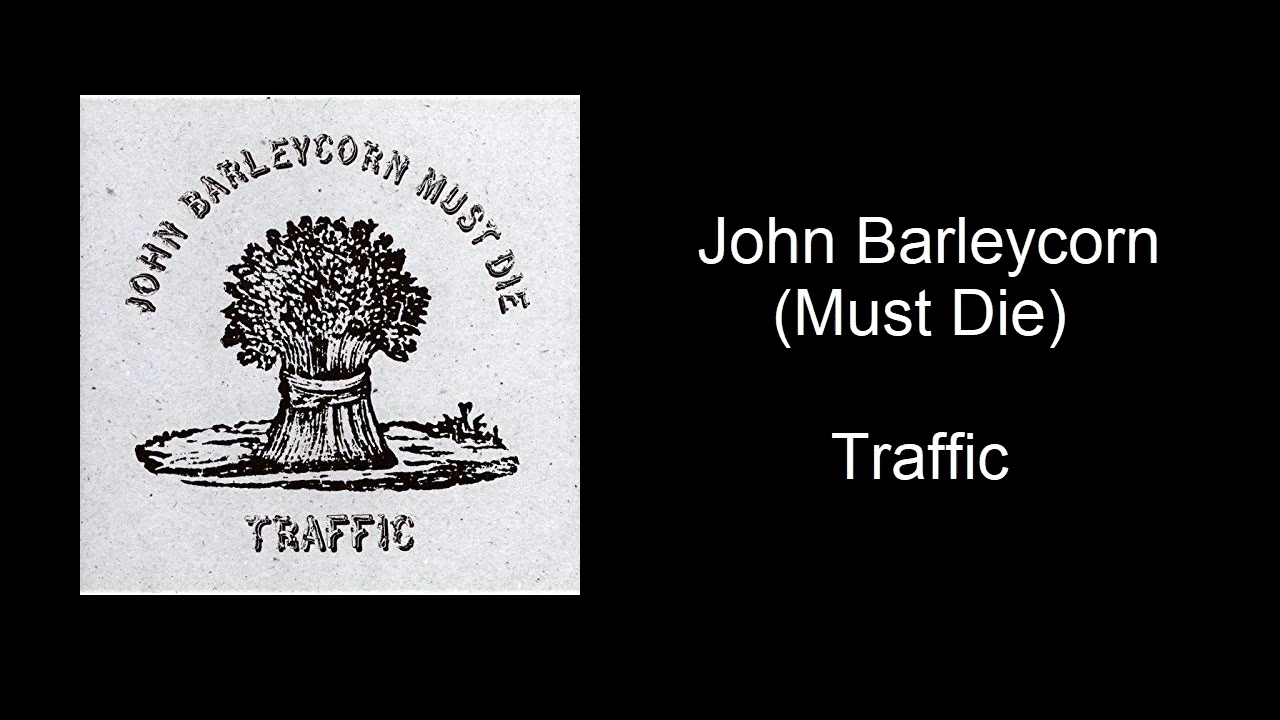 JOHN BARLEYCORN MUST DIE
TRAFFIC
John Barleycorn
(Must Die)
Traffic